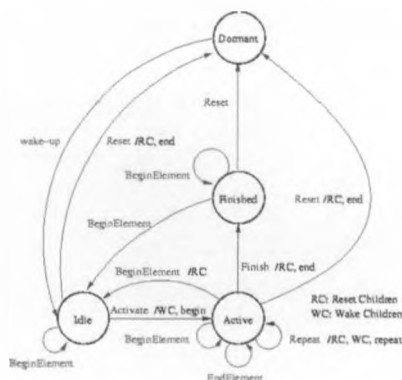 Dormant
Reset
wake-up
Reset /RC, end
BeginElement
Finished
BeginElement
Reset /RC, end
Finish /RC, end
BeginElement /RC
RC: Reset Children
WC: Wake Children
Idle
Activate /WC, begin
Active
BeginElement
Repeat /RC, WC, repeat
BeginElement
EndElement